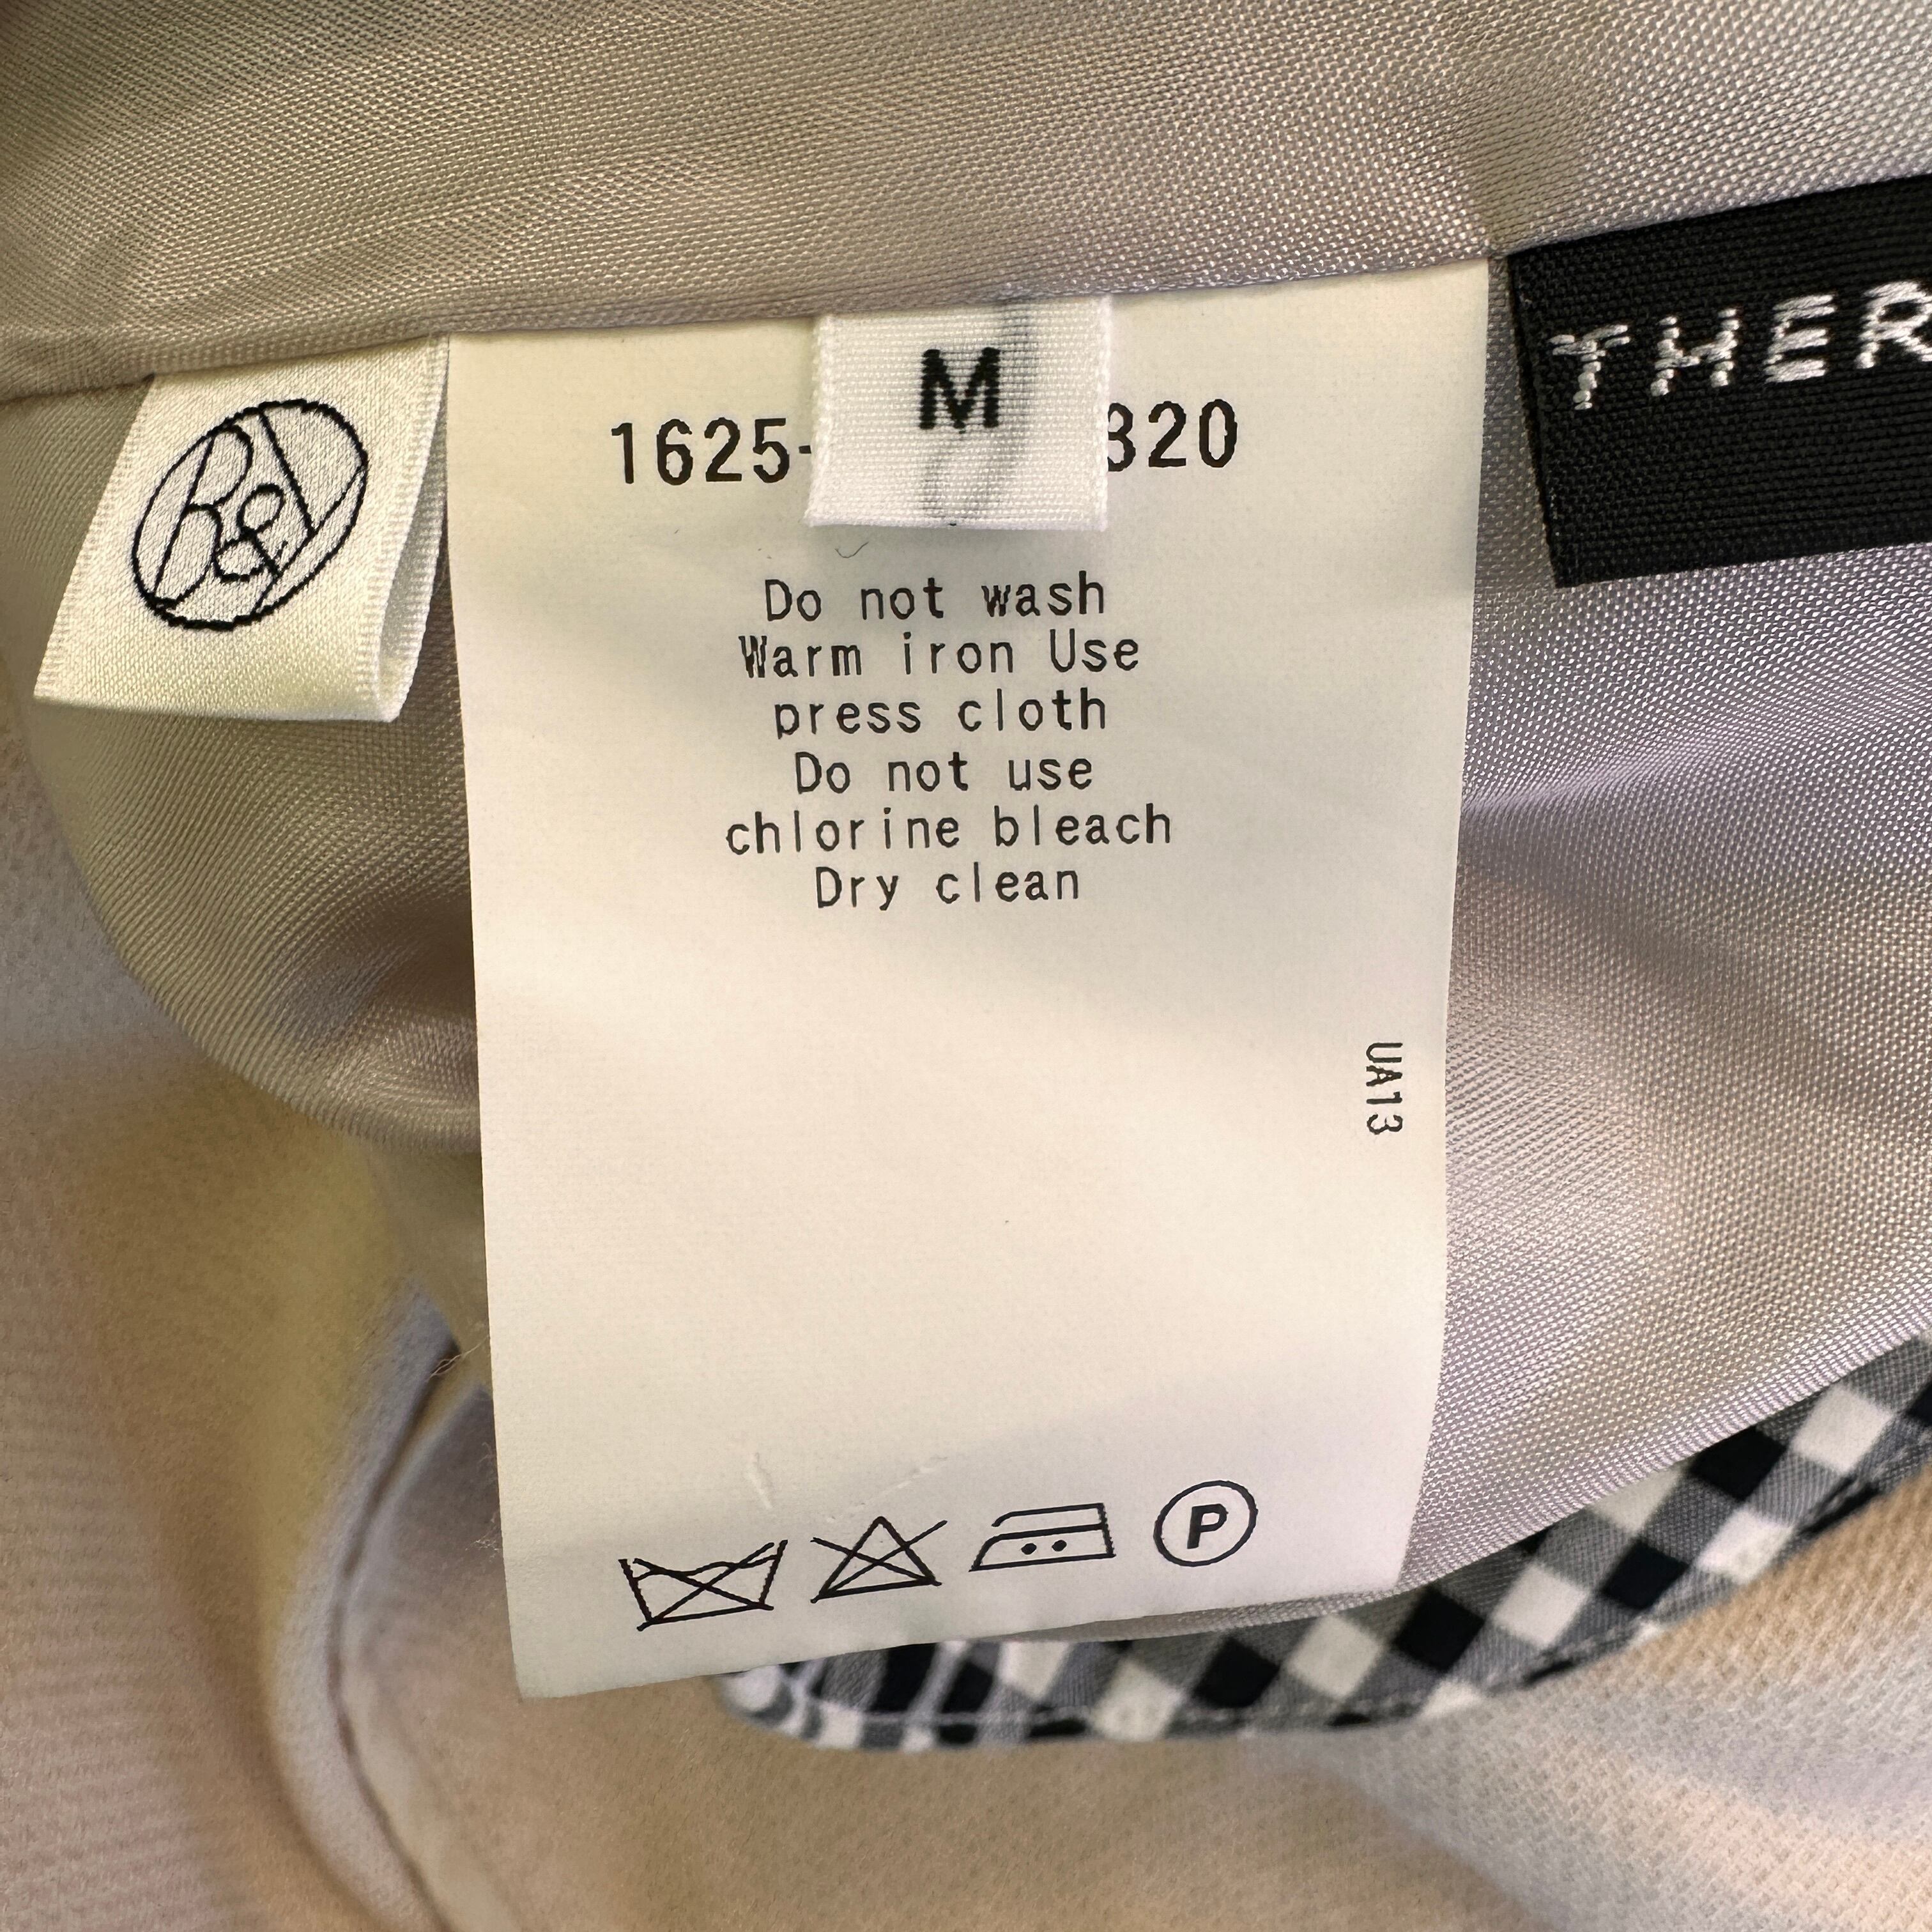 M
1625- 320
THER
Do not wash
Warm iron Use
press cloth
Do not use
chlorine bleach
Dry clean
UA13
P